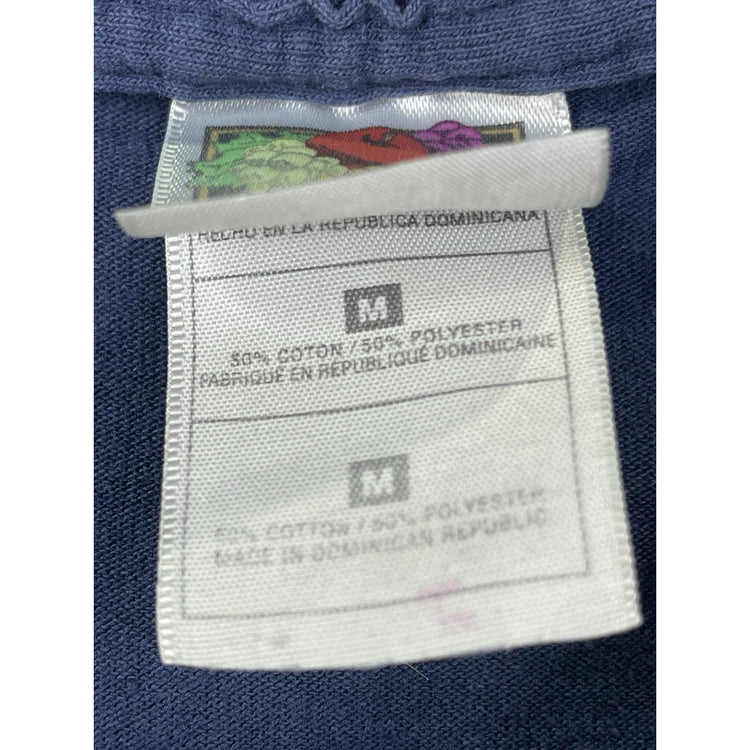 HECHO EN LA REPUBLICA DOMINICANA
M
50% COTON / 50% POLYESTER
FABRIQUÉ EN RÉPUBLIQUE DOMINICAINE
M
50% COTTON / 50% POLYESTER
MADE IN DOMINICAN REPUBLIC